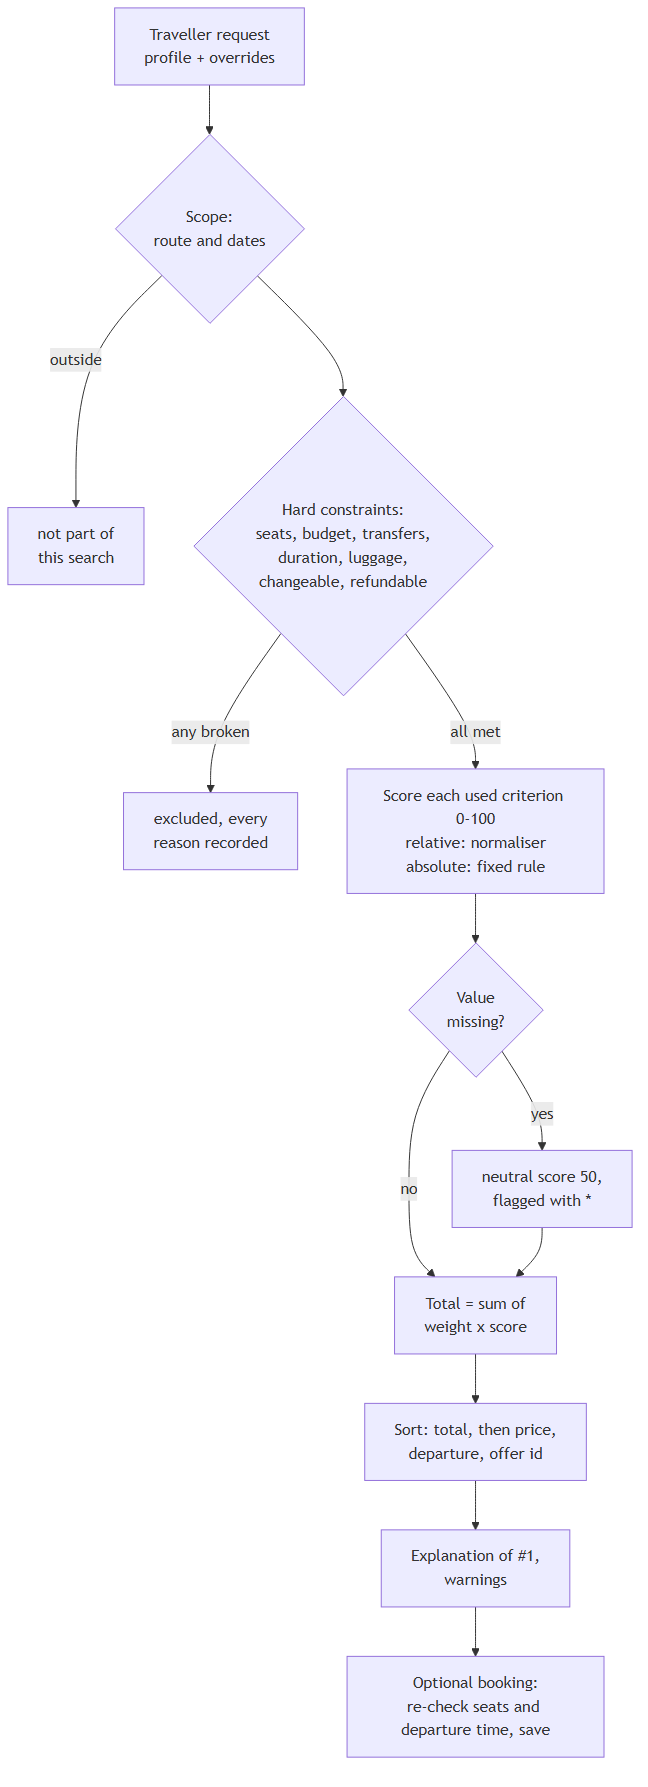 Traveller request
profile + overrides
Scope:
route and dates
outside
not part of
this search
Hard constraints:
seats, budget, transfers,
duration, luggage,
changeable, refundable
any broken
all met
excluded, every
reason recorded
Score each used criterion
0-100
relative: normaliser
absolute: fixed rule
Value
missing?
yes
no
neutral score 50,
flagged with *
Total = sum of
weight x score
Sort: total, then price,
departure, offer id
Explanation of #1,
warnings
Optional booking:
re-check seats and
departure time, save